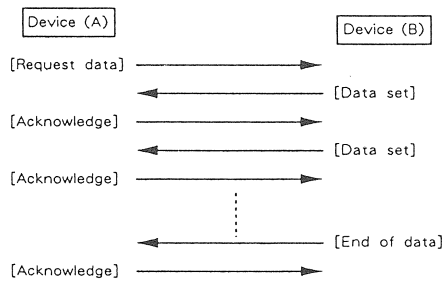 Device (A)
Device (B)
[Request data]
[Data set]
[Acknowledge]
[Data set]
[Acknowledge]
[End of data]
[Acknowledge]